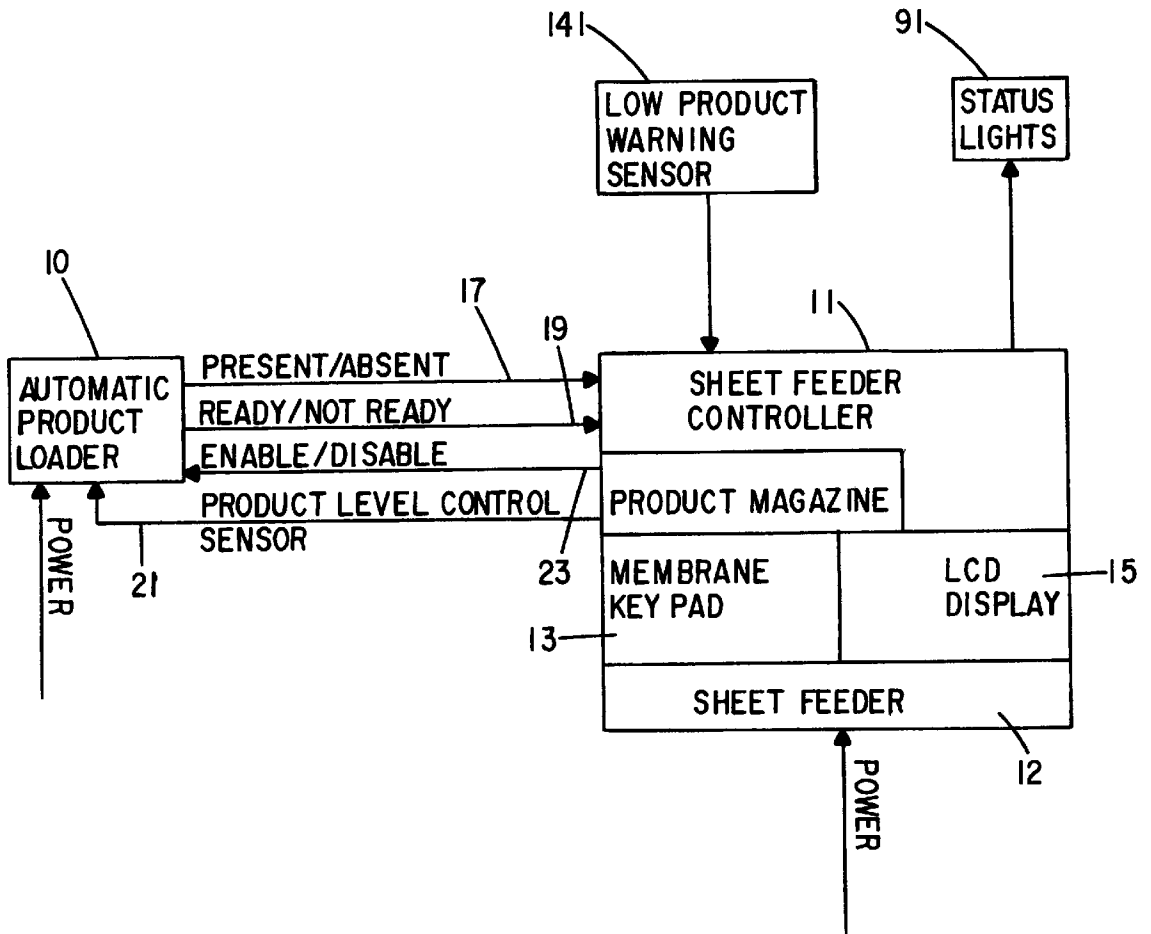 141
91
LOW PRODUCT
WARNING
SENSOR
STATUS
LIGHTS
10
17
19
11
AUTOMATIC
PRODUCT
LOADER
PRESENT/ABSENT
READY/NOT READY
ENABLE/DISABLE
PRODUCT LEVEL CONTROL
SENSOR
SHEET FEEDER
CONTROLLER
PRODUCT MAGAZINE
POWER
21
23
MEMBRANE
KEY PAD
13
LCD
DISPLAY
15
SHEET FEEDER
12
POWER